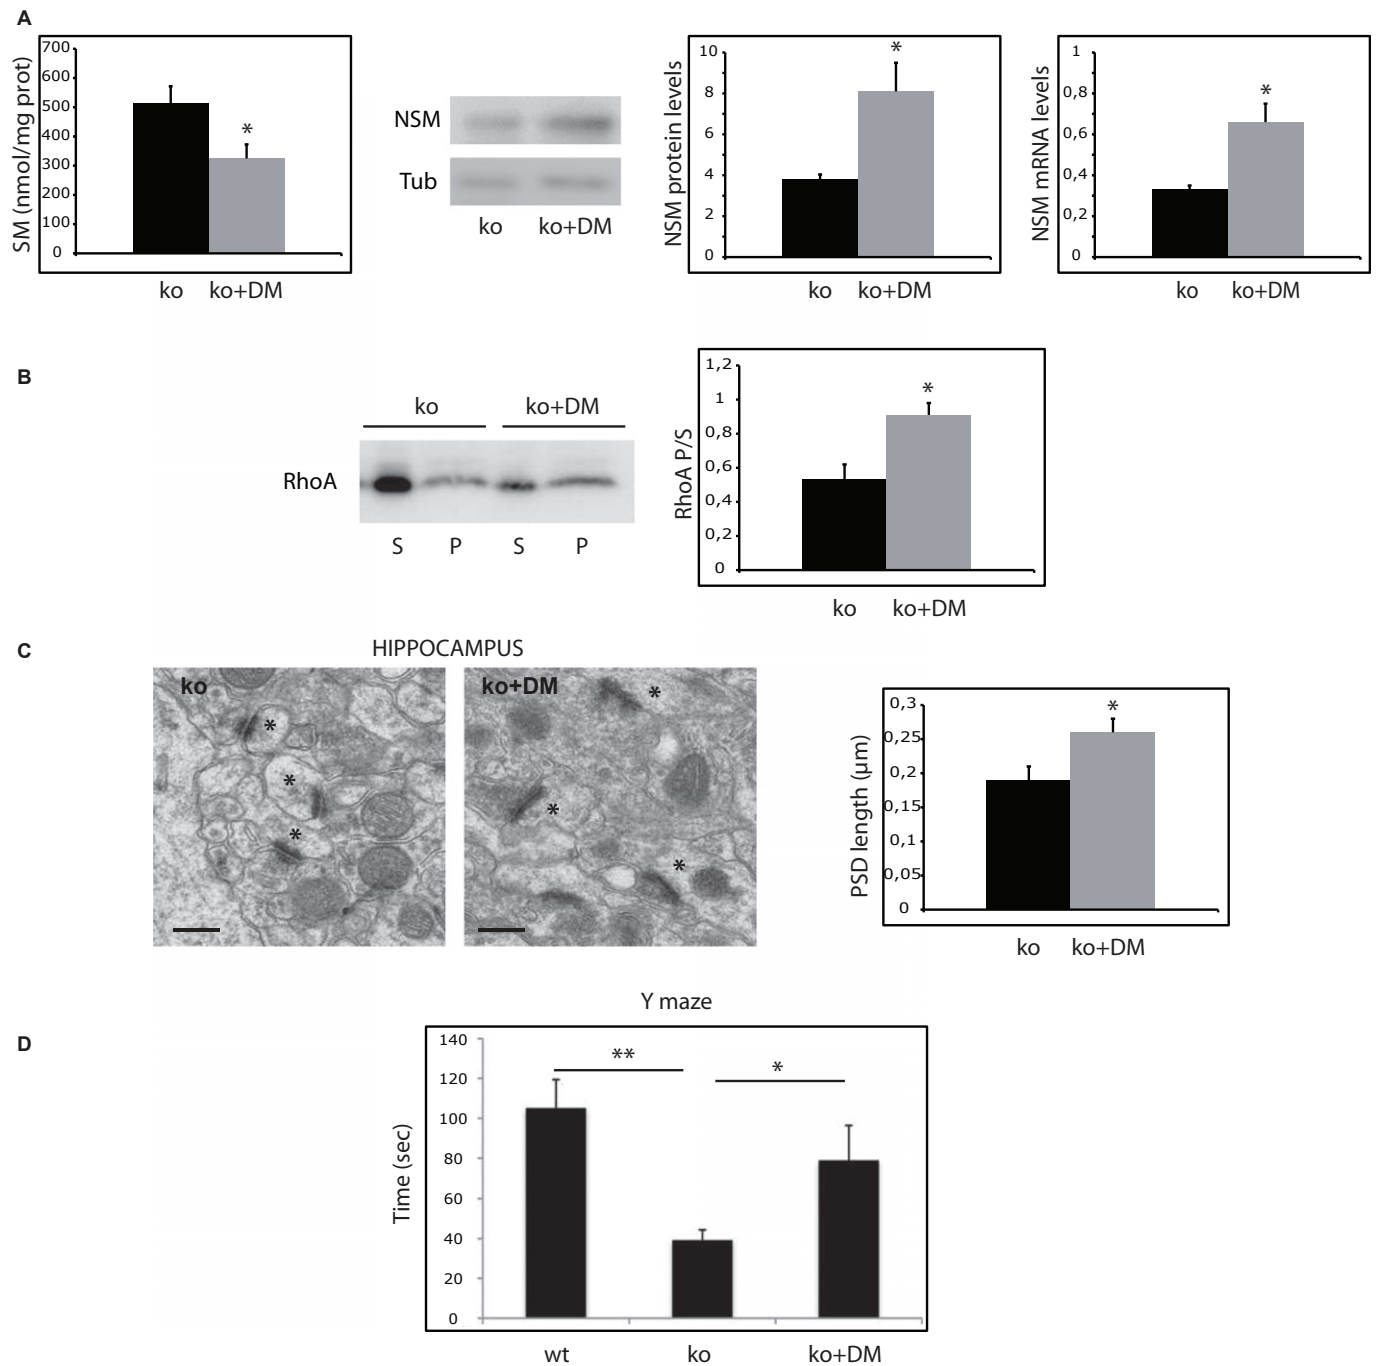 A
SM (nmol/mg prot)
700
600
500
400
300
200
100
0
*
ko ko+DM
NSM
Tub
ko ko+DM
NSM protein levels
10
8
6
4
2
0
*
ko ko+DM
NSM mRNA levels
1
0,8
0,6
0,4
0,2
0
*
ko ko+DM
B
ko ko+DM
RhoA
S P S P
RhoA P/S
1,2
1
0,8
0,6
0,4
0,2
0
*
ko ko+DM
C
HIPPOCAMPUS
ko
*
*
*
ko+DM
*
*
*
PSD length (µm)
0,3
0,25
0,2
0,15
0,1
0,05
0
*
ko ko+DM
D
Y maze
Time (sec)
140
120
100
80
60
40
20
0
**
*
wt ko ko+DM